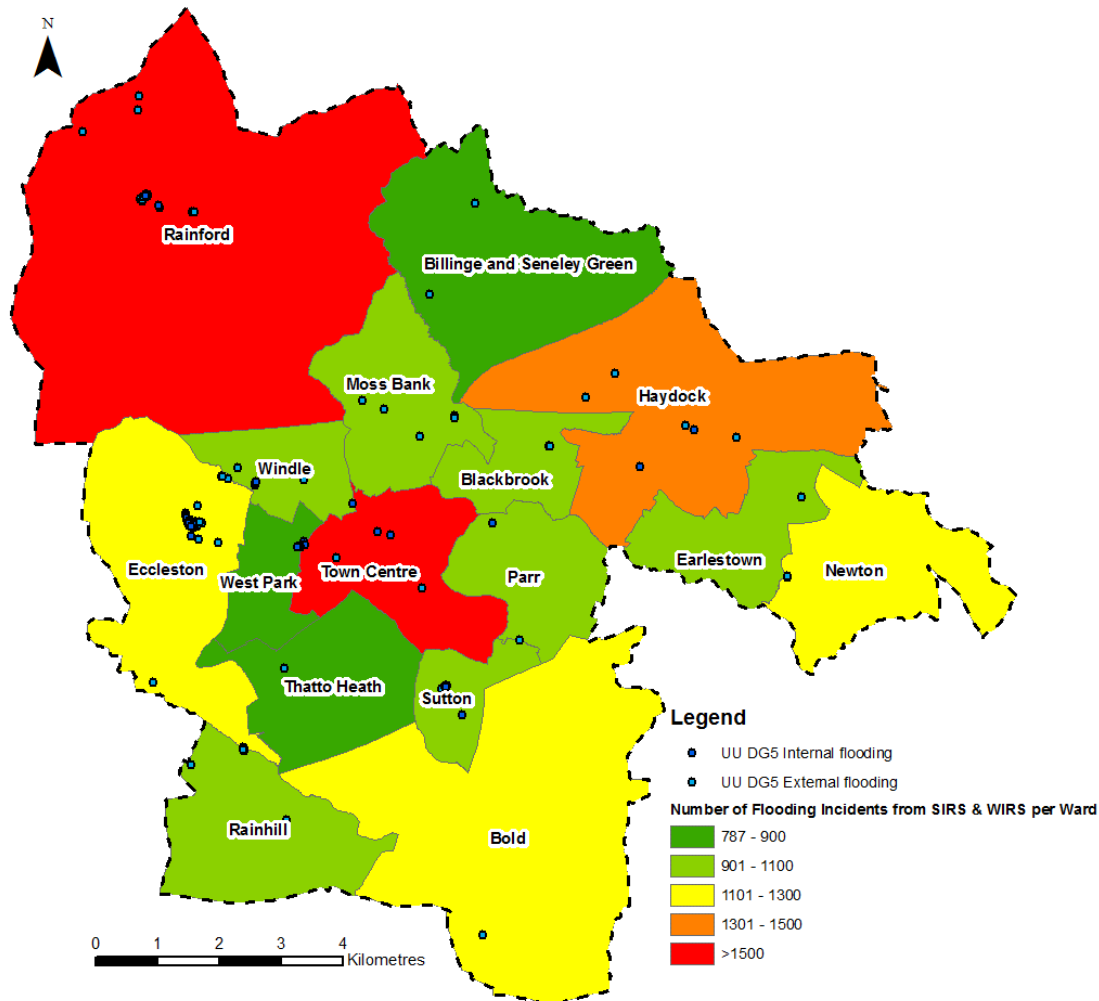 N
Rainford
Billinge and Seneley Green
Moss Bank
Haydock
Windle
Blackbrook
Eccleston
West Park
Town Centre
Parr
Earlestown
Newton
Thatto Heath
Sutton
Rainhill
Bold
Legend
UU DG5 Internal flooding
UU DG5 External flooding
Number of Flooding Incidents from SIRS & WIRS per Ward
787 - 900
901 - 1100
1101 - 1300
1301 - 1500
>1500
0 1 2 3 4
Kilometres